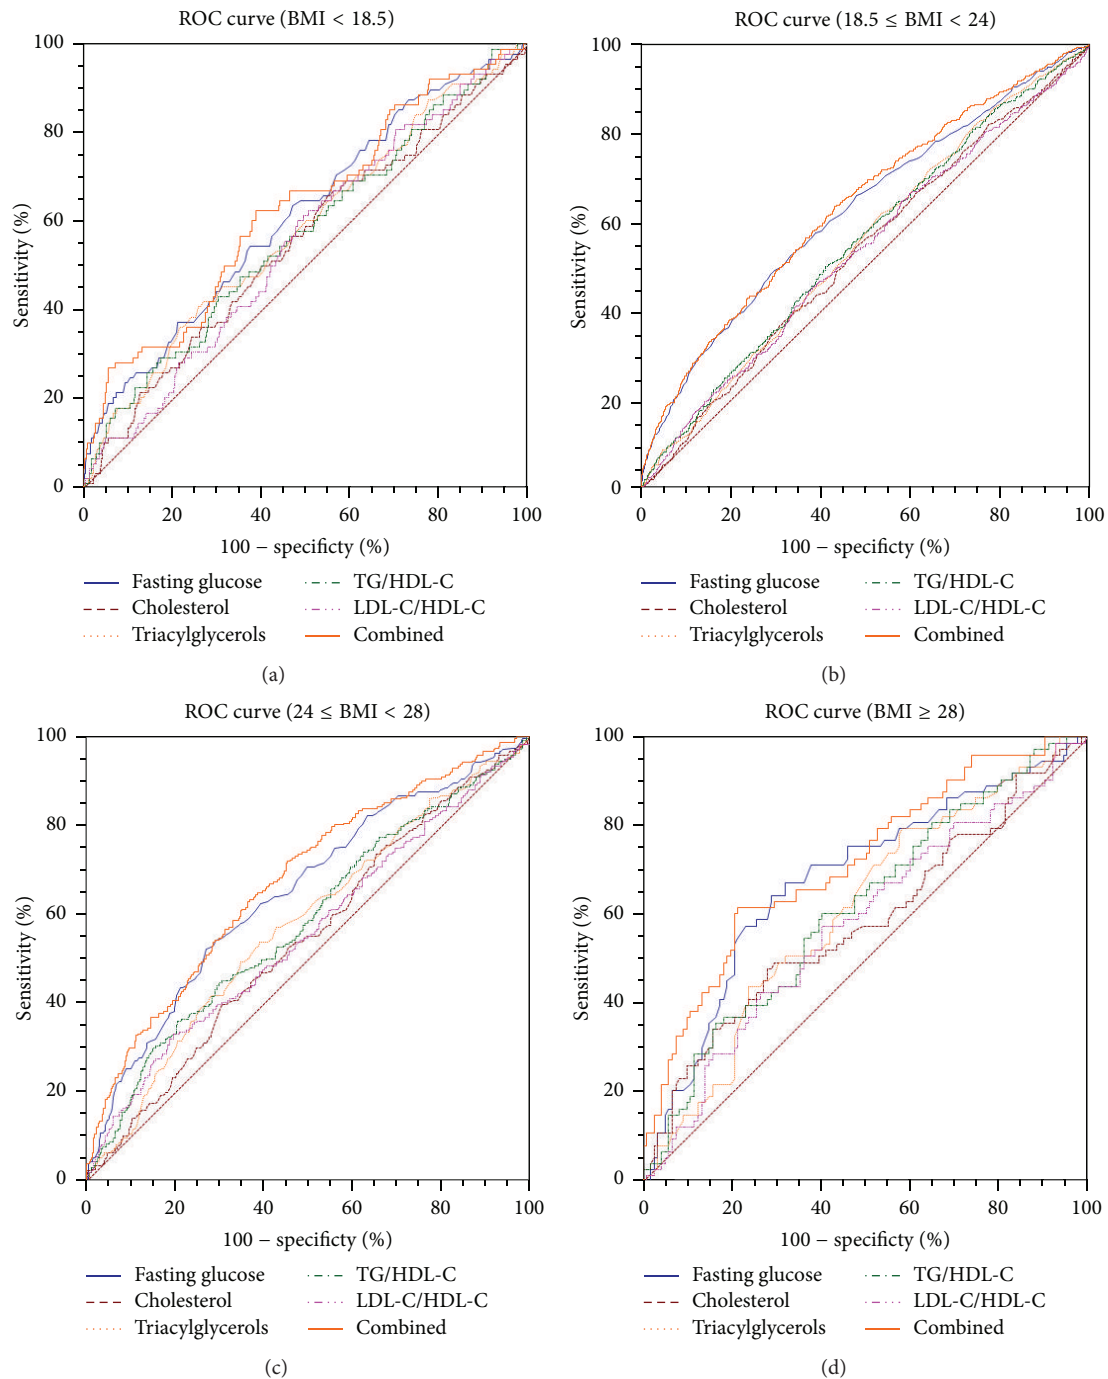 ROC curve (BMI < 18.5)
100
80
60
40
20
0
Sensitivity (%)
0 20 40 60 80 100
100 − specificty (%)
Fasting glucose
Cholesterol
Triacylglycerols
TG/HDL-C
LDL-C/HDL-C
Combined
(a)
ROC curve (18.5 ≤ BMI < 24)
100
80
60
40
20
0
Sensitivity (%)
0 20 40 60 80 100
100 − specificty (%)
Fasting glucose
Cholesterol
Triacylglycerols
TG/HDL-C
LDL-C/HDL-C
Combined
(b)
ROC curve (24 ≤ BMI < 28)
100
80
60
40
20
0
Sensitivity (%)
0 20 40 60 80 100
100 − specificty (%)
Fasting glucose
Cholesterol
Triacylglycerols
TG/HDL-C
LDL-C/HDL-C
Combined
(c)
ROC curve (BMI ≥ 28)
100
80
60
40
20
0
Sensitivity (%)
0 20 40 60 80 100
100 − specificty (%)
Fasting glucose
Cholesterol
Triacylglycerols
TG/HDL-C
LDL-C/HDL-C
Combined
(d)